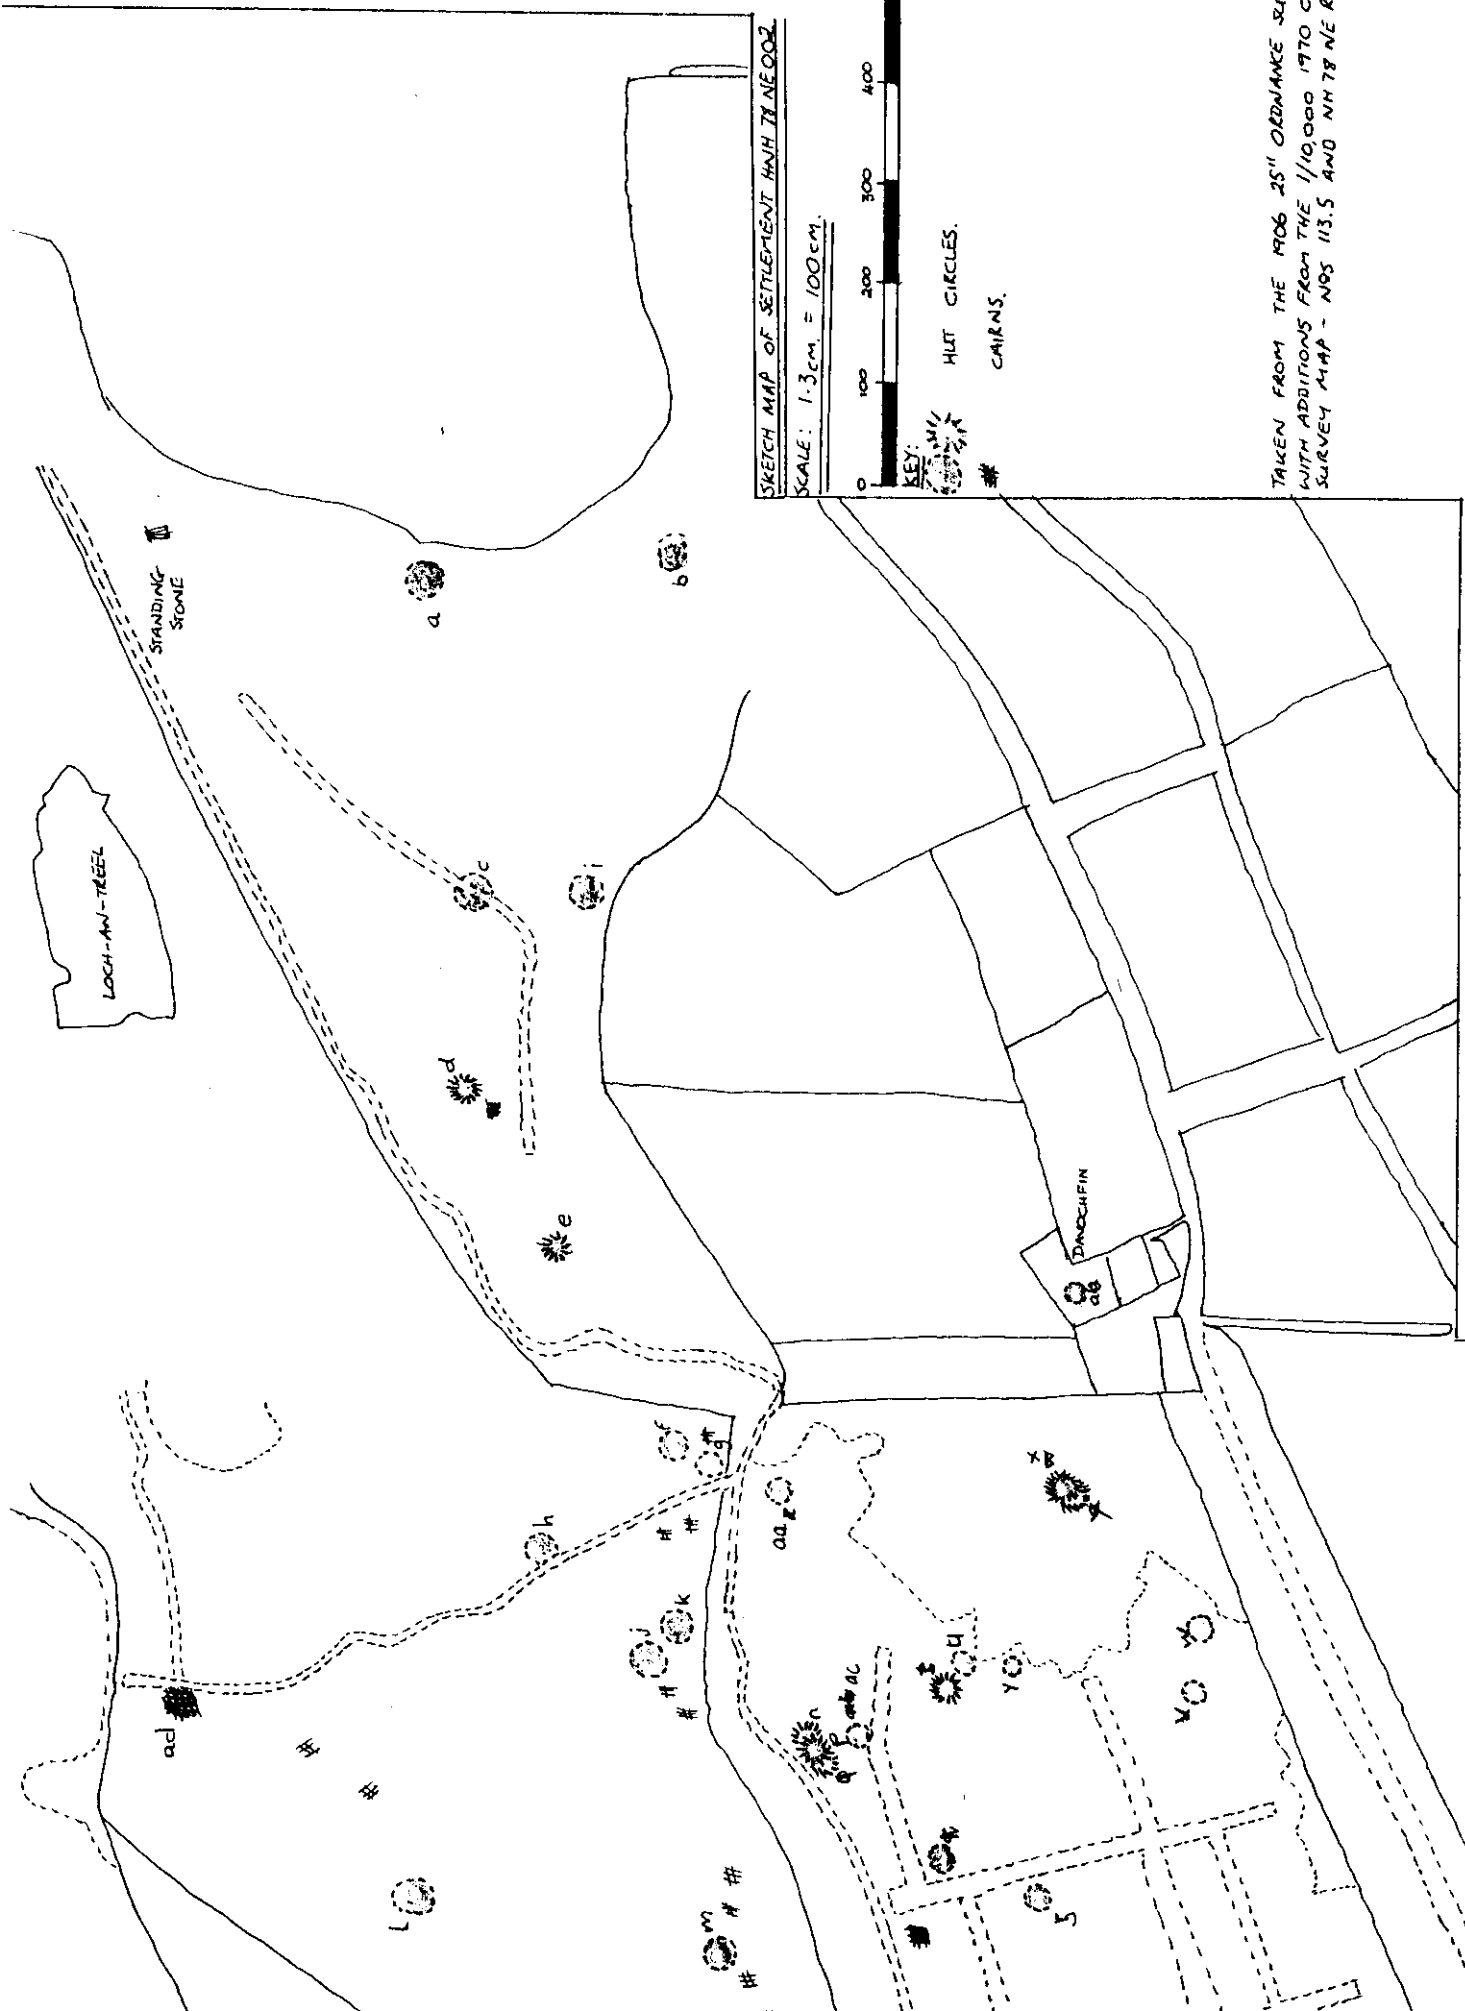 SKETCH MAP OF SETTLEMENT HNH 78 NE 002
SCALE: 1.3cm. = 100cm.
0 100 200 300 400
KEY:
HUT CIRCLES.
CAIRNS.
TAKEN FROM THE 1906 25" ORDNANCE SU
WITH ADDITIONS FROM THE 1/10,000 1970 O
SURVEY MAP - NOS 113.5 AND NH 78 NE R
STANDING
STONE
LOCH-AN-TREEL
a
b
c
i
d
e
f
g
h
j
k
aa
ad
L
m
n
p
ac
u
Y
x
ab